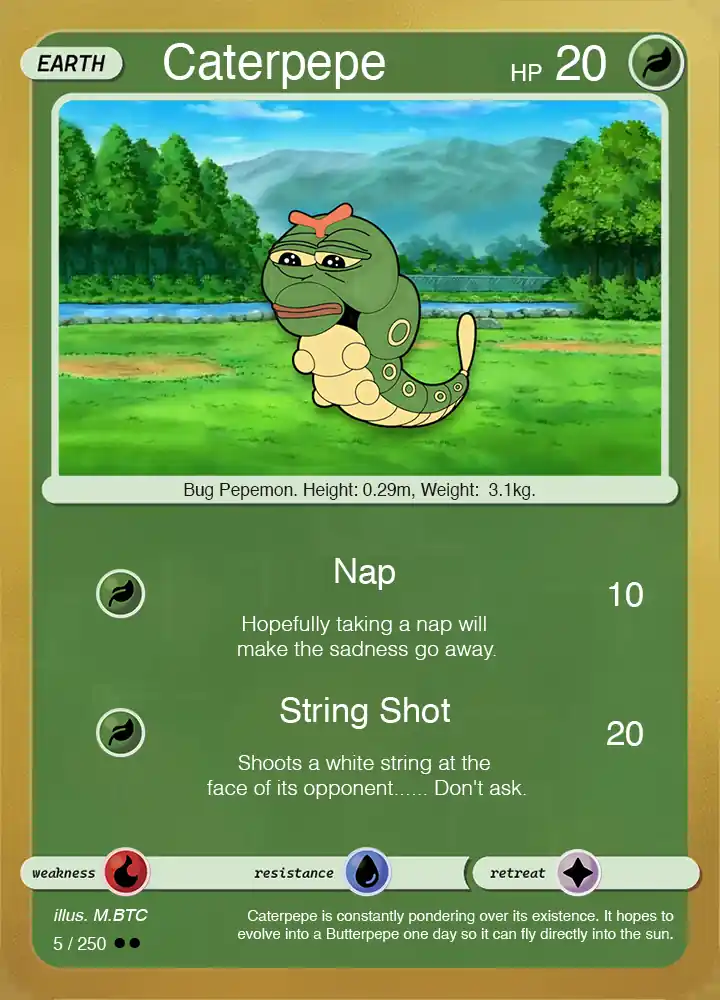 EARTH
Caterpepe
HP 20
Bug Pepemon. Height: 0.29m, Weight: 3.1kg.
Nap
10
Hopefully taking a nap will
make the sadness go away.
String Shot
20
Shoots a white string at the
face of its opponent...... Don't ask.
weakness
resistance
retreat
illus. M.BTC
5 / 250
Caterpepe is constantly pondering over its existence. It hopes to
evolve into a Butterpepe one day so it can fly directly into the sun.